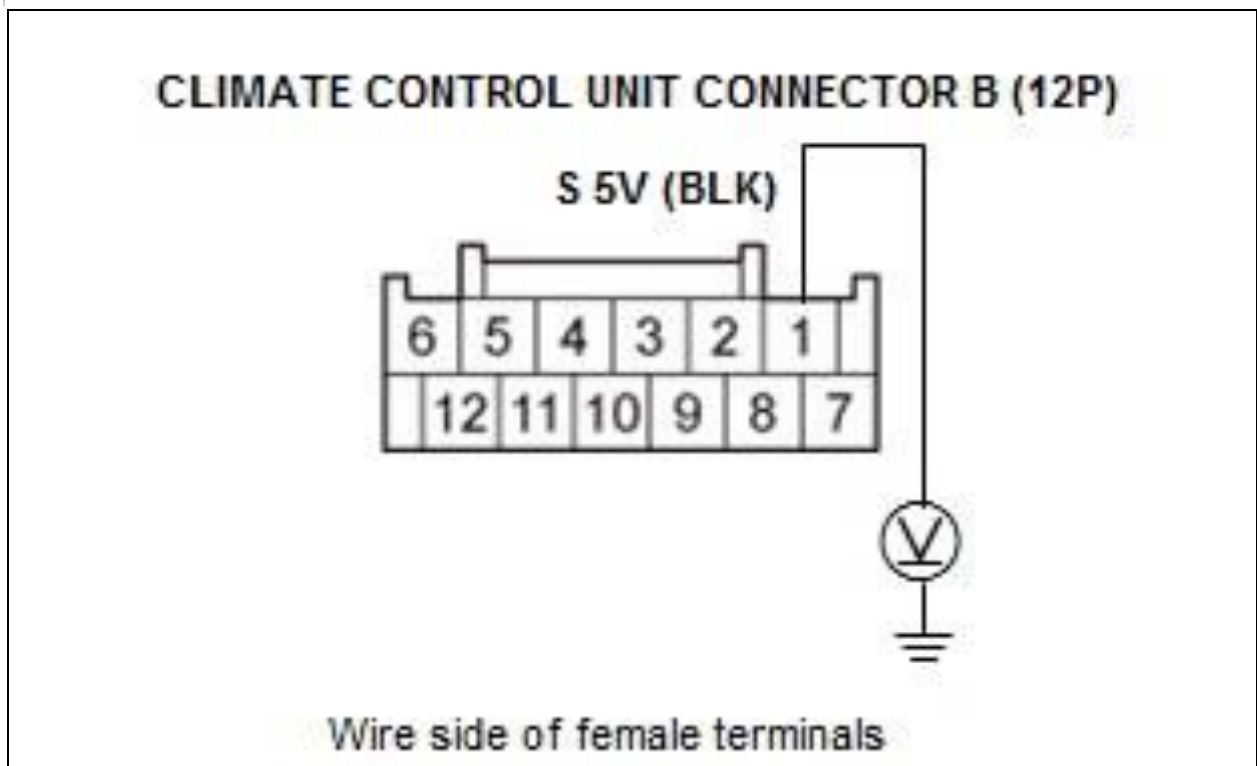 CLIMATE CONTROL UNIT CONNECTOR B (12P)
S 5V (BLK)
6 5 4 3 2 1
12 11 10 9 8 7
V
Wire side of female terminals